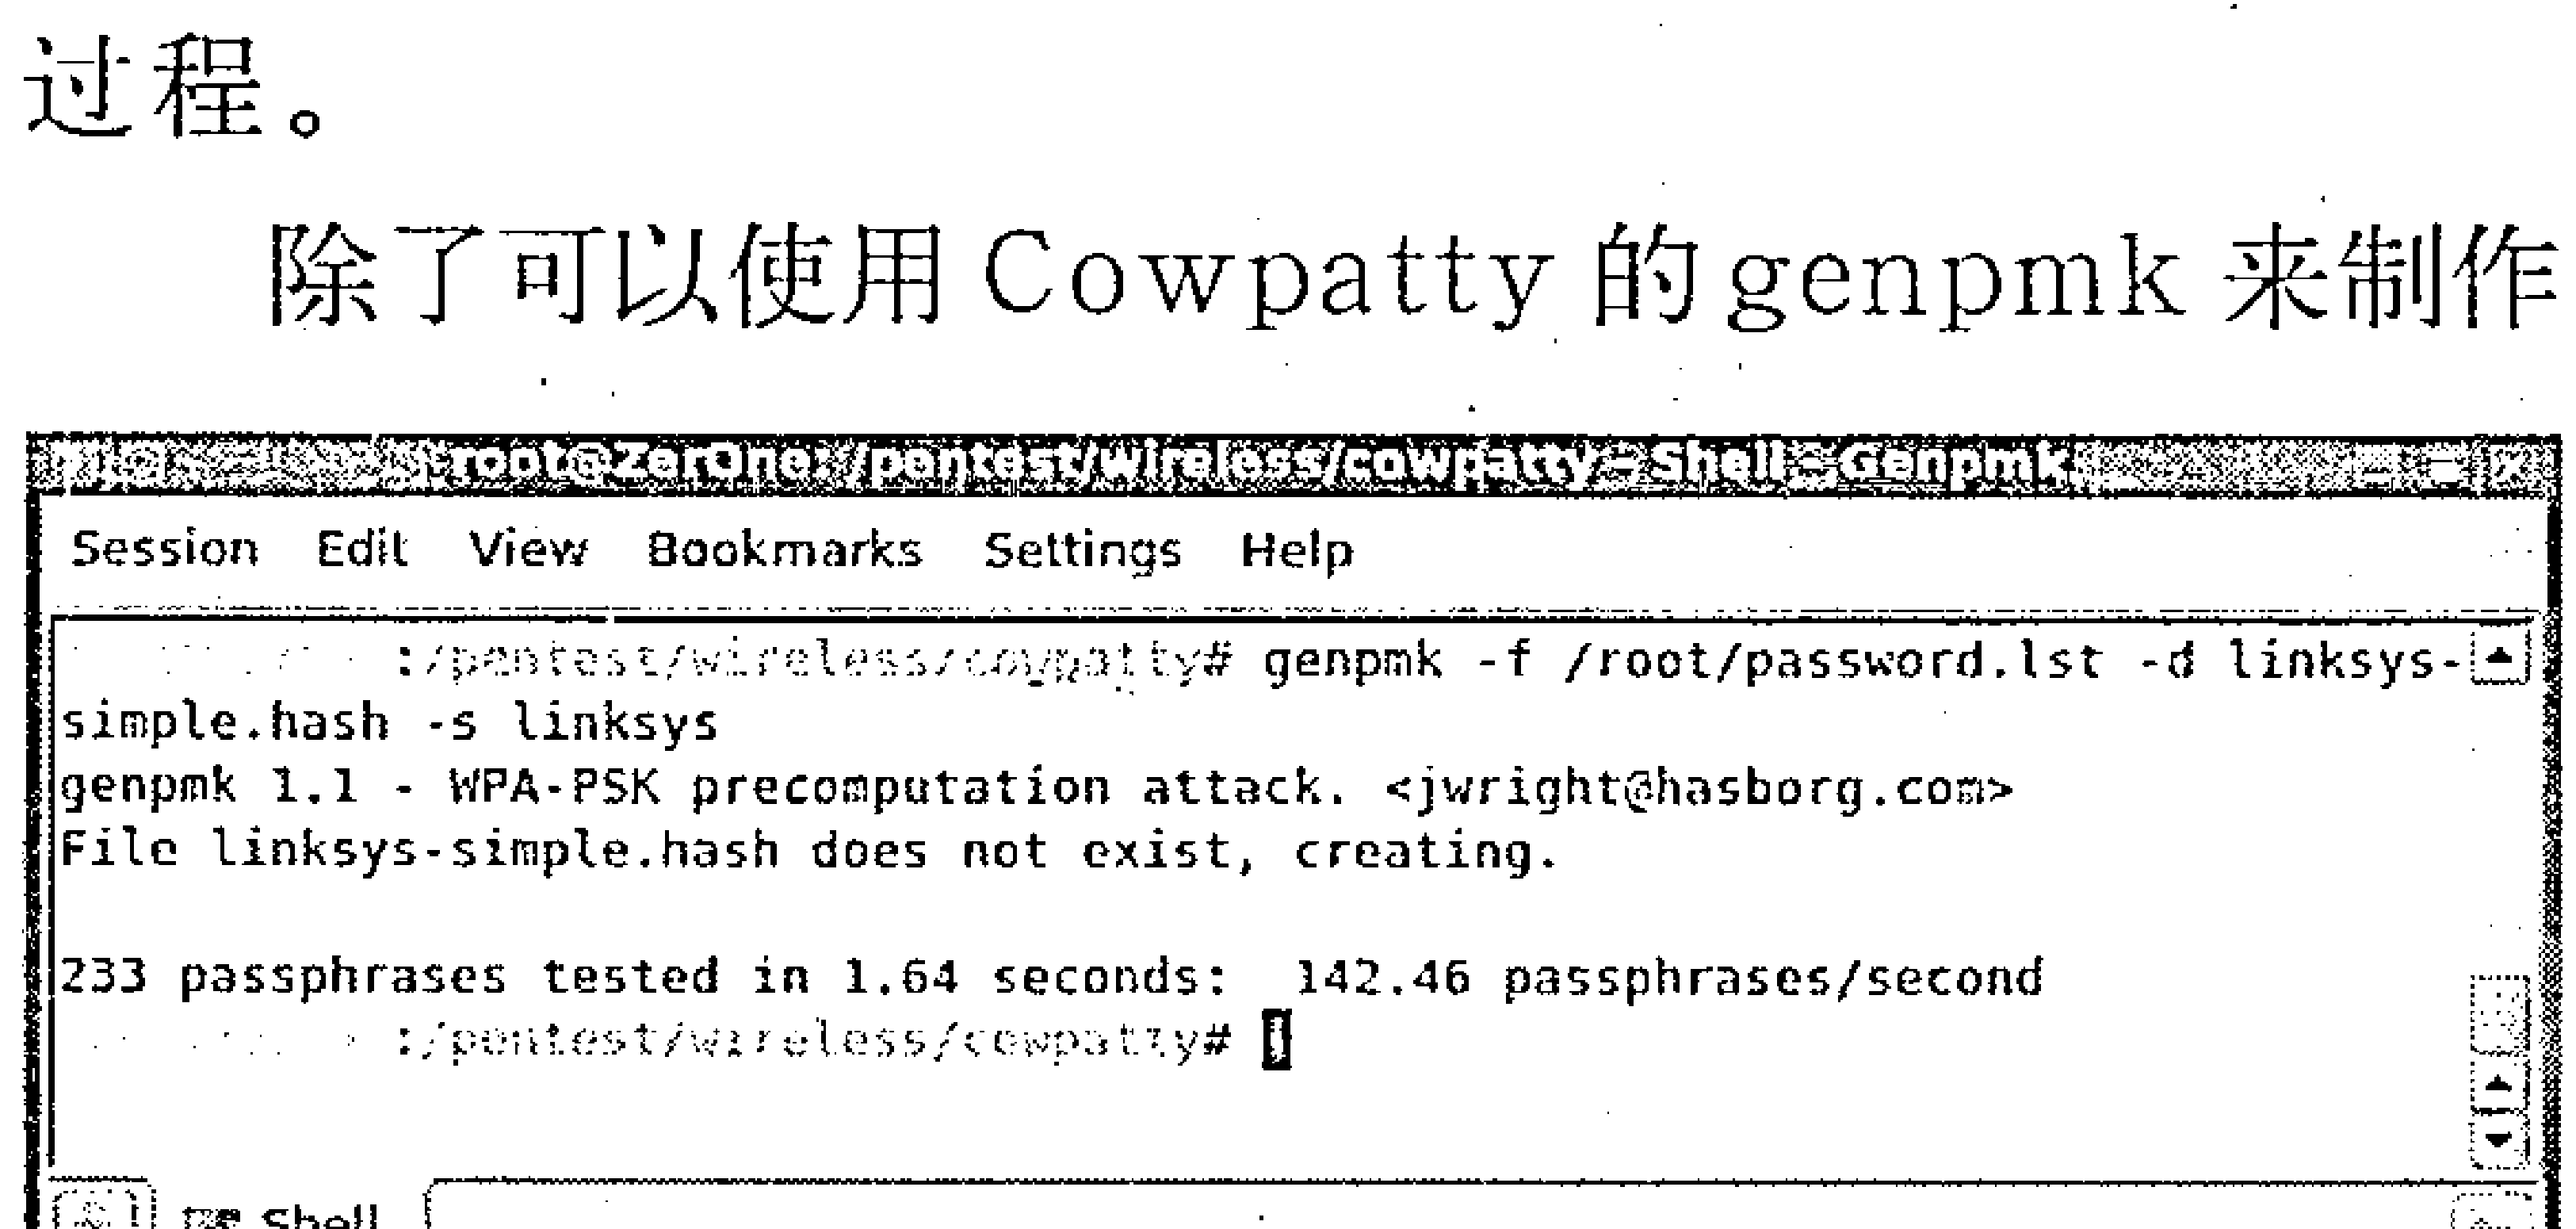 过程。
除了可以使用 Cowpatty 的 genpmk 来制作
root@ZerOne:/pentest/wireless/cowpatty - Shell - Genpmk
Session Edit View Bookmarks Settings Help
:/pentest/wireless/cowpatty# genpmk -f /root/password.lst -d linksys-
simple.hash -s linksys
genpmk 1.1 - WPA-PSK precomputation attack. <jwright@hasborg.com>
File linksys-simple.hash does not exist, creating.
233 passphrases tested in 1.64 seconds:  142.46 passphrases/second
:/pentest/wireless/cowpatty#
Shell